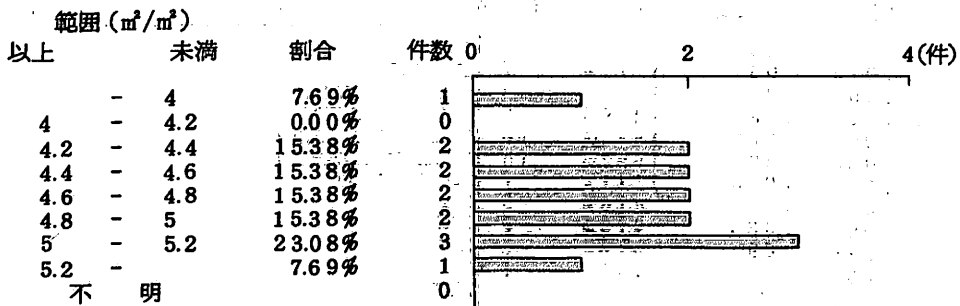 範囲(㎡/㎡)
以上 未満 割合 件数 0 2 4(件)
- 4 7.69% 1
4 - 4.2 0.00% 0
4.2 - 4.4 15.38% 2
4.4 - 4.6 15.38% 2
4.6 - 4.8 15.38% 2
4.8 - 5 15.38% 2
5 - 5.2 23.08% 3
5.2 - 7.69% 1
不 明 0